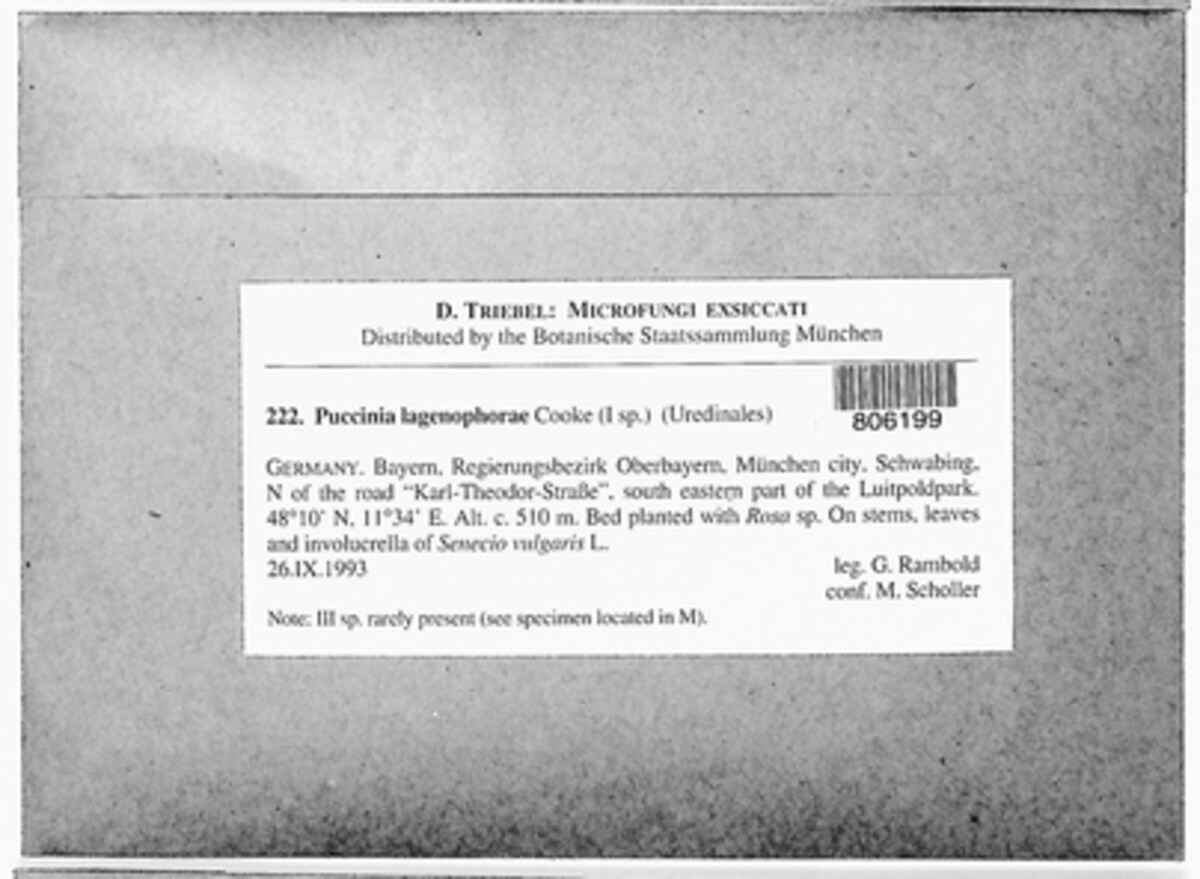 D. TRIEBEL: MICROFUNGI EXSICCATI
Distributed by the Botanische Staatssammlung München
806199
222. Puccinia lagenophorae Cooke (I sp.) (Uredinales)
GERMANY. Bayern, Regierungsbezirk Oberbayern, München city, Schwabing,
N of the road "Karl-Theodor-Straße", south eastern part of the Luitpoldpark.
48°10' N, 11°34' E. Alt. c. 510 m. Bed planted with Rosa sp. On stems, leaves
and involucrella of Senecio vulgaris L.
26.IX.1993
leg. G. Rambold
conf. M. Scholler
Note: III sp. rarely present (see specimen located in M).